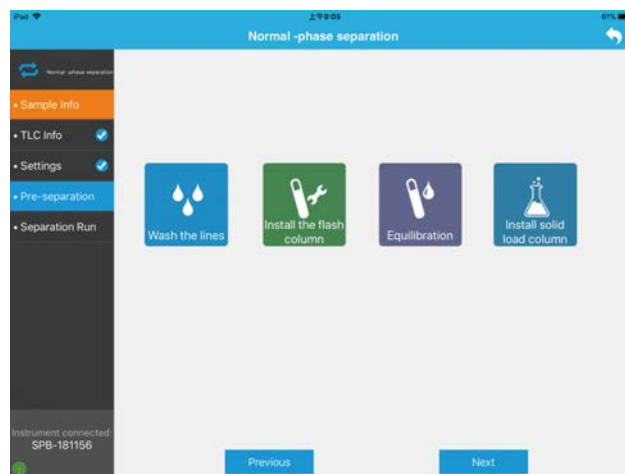 iPad 上午9:05 61%
Normal -phase separation
Normal -phase separation
• Sample Info
• TLC Info
• Settings
• Pre-separation
• Separation Run
Wash the lines
Install the flash
column
Equilibration
Install solid
load column
Instrument connected:
SPB-181156
Previous Next